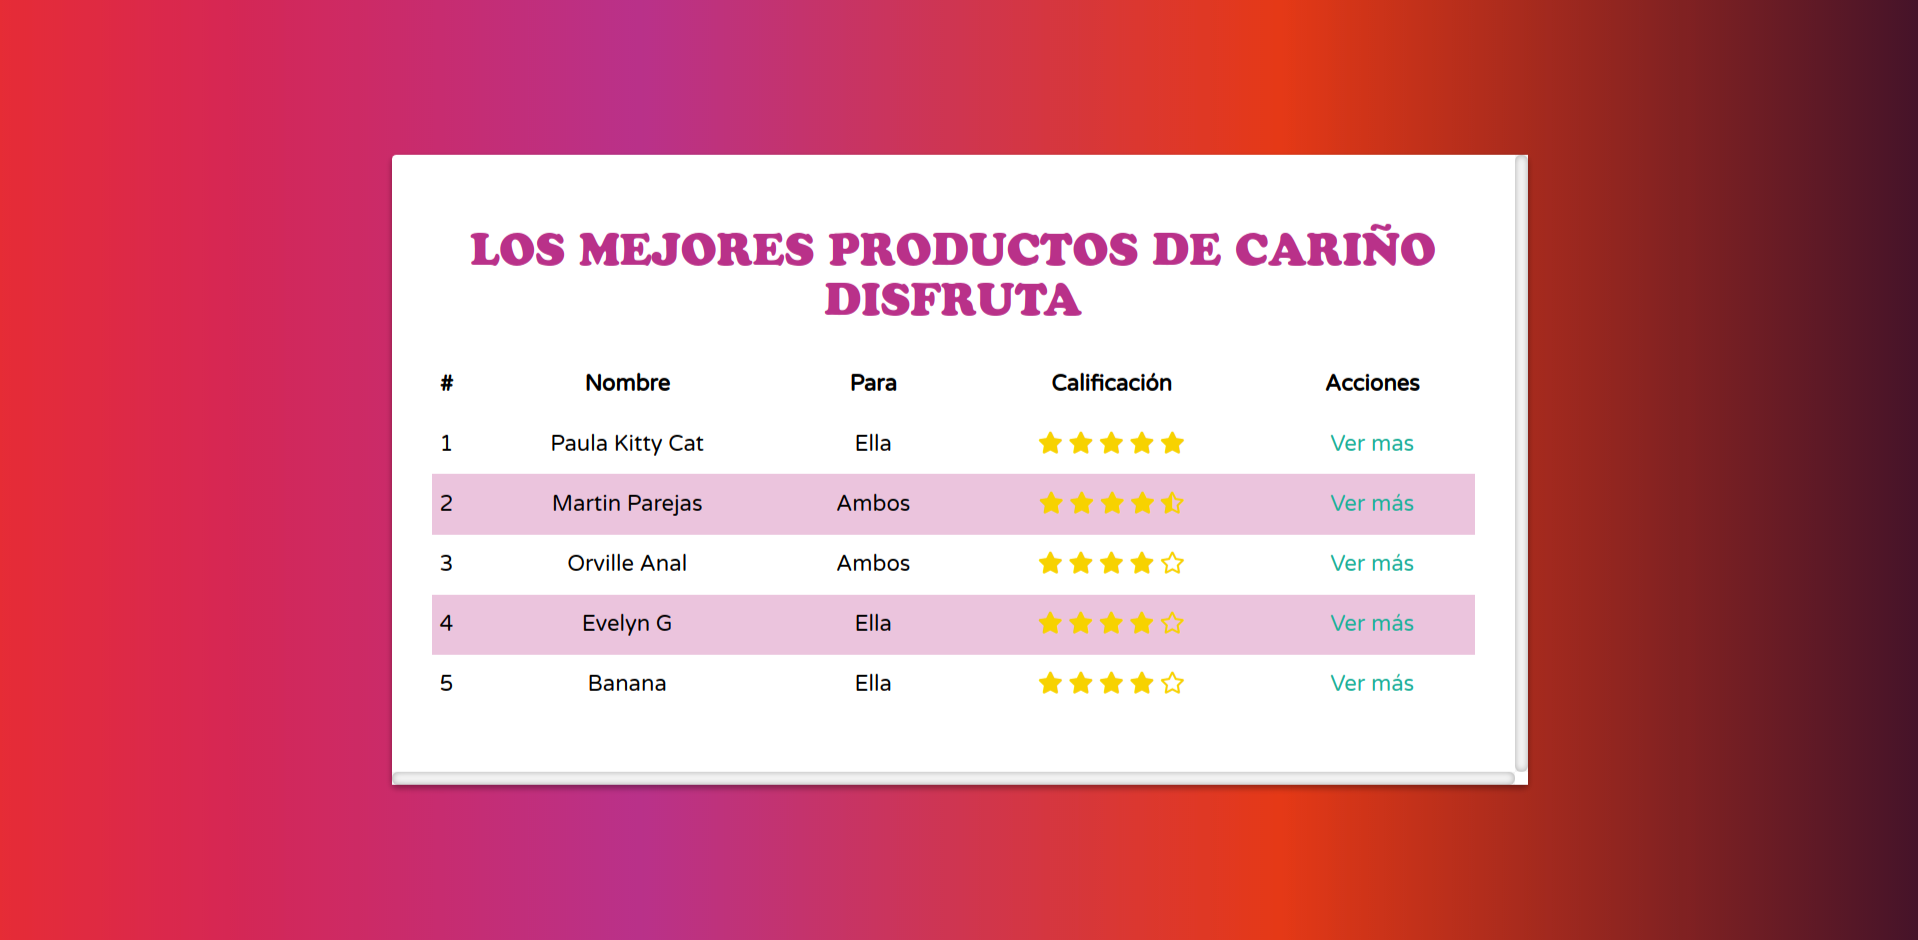 LOS MEJORES PRODUCTOS DE CARIÑO
DISFRUTA
# Nombre Para Calificación Acciones
1 Paula Kitty Cat Ella Ver mas
2 Martin Parejas Ambos Ver más
3 Orville Anal Ambos Ver más
4 Evelyn G Ella Ver más
5 Banana Ella Ver más